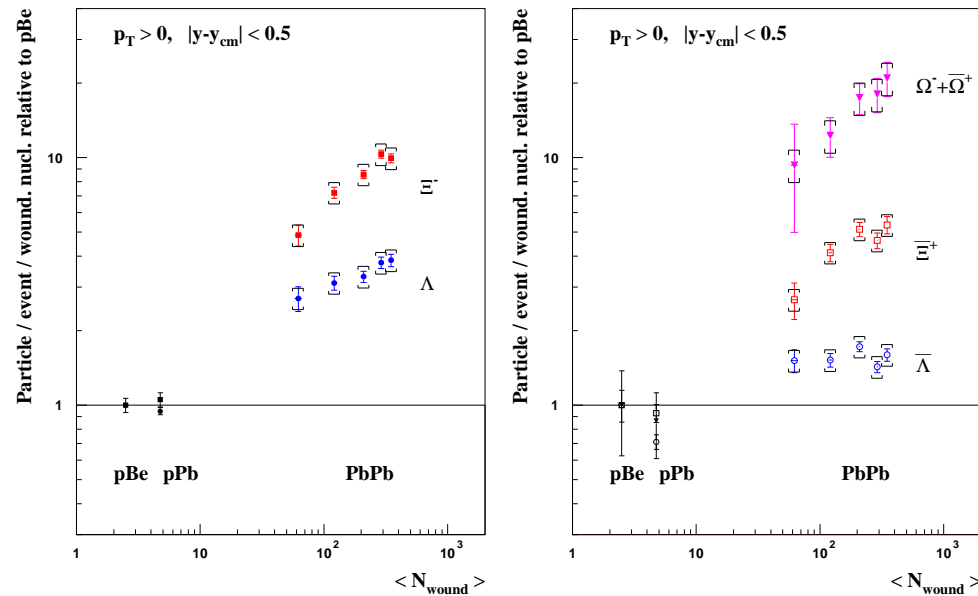 Particle / event / wound. nucl. relative to pBe
p_T > 0, |y-y_cm| < 0.5
10
1
Ξ⁻
Λ
pBe pPb PbPb
1 10 10² 10³
< N_wound >
Particle / event / wound. nucl. relative to pBe
p_T > 0, |y-y_cm| < 0.5
10
1
Ω⁻+Ω̅⁺
Ξ̅⁺
Λ̅
pBe pPb PbPb
1 10 10² 10³
< N_wound >